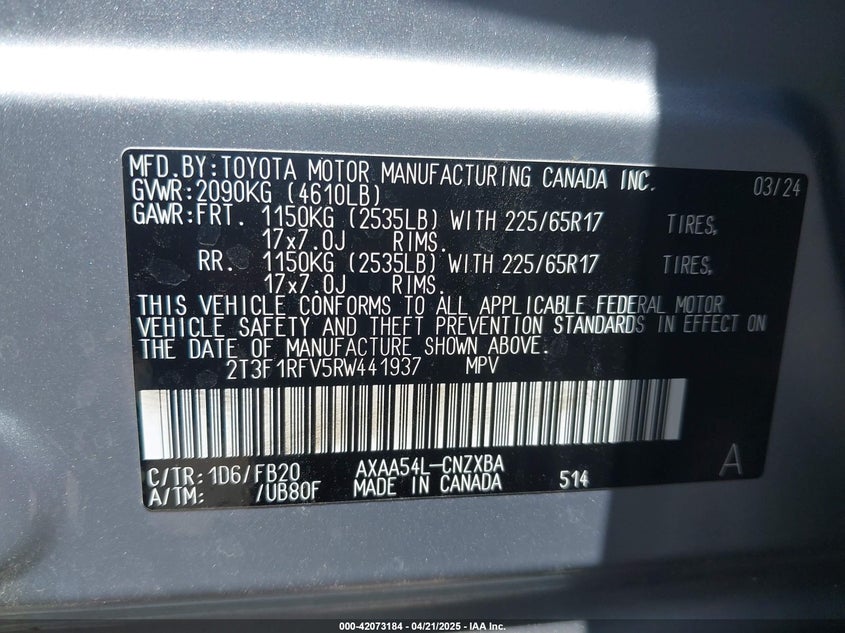 MFD.BY:TOYOTA MOTOR MANUFACTURING CANADA INC. 03/24
GVWR:2090KG (4610LB)
GAWR:FRT. 1150KG (2535LB) WITH 225/65R17 TIRES,
17x7.0J RIMS.
RR. 1150KG (2535LB) WITH 225/65R17 TIRES,
17x7.0J RIMS.
THIS VEHICLE CONFORMS TO ALL APPLICABLE FEDERAL MOTOR
VEHICLE SAFETY AND THEFT PREVENTION STANDARDS IN EFFECT ON
THE DATE OF MANUFACTURE SHOWN ABOVE.
2T3F1RFV5RW441937 MPV
C/TR:1D6/FB20 AXAA54L-CNZXBA A
A/TM: /UB80F MADE IN CANADA 514
000-42073184 - 04/21/2025 - IAA Inc.